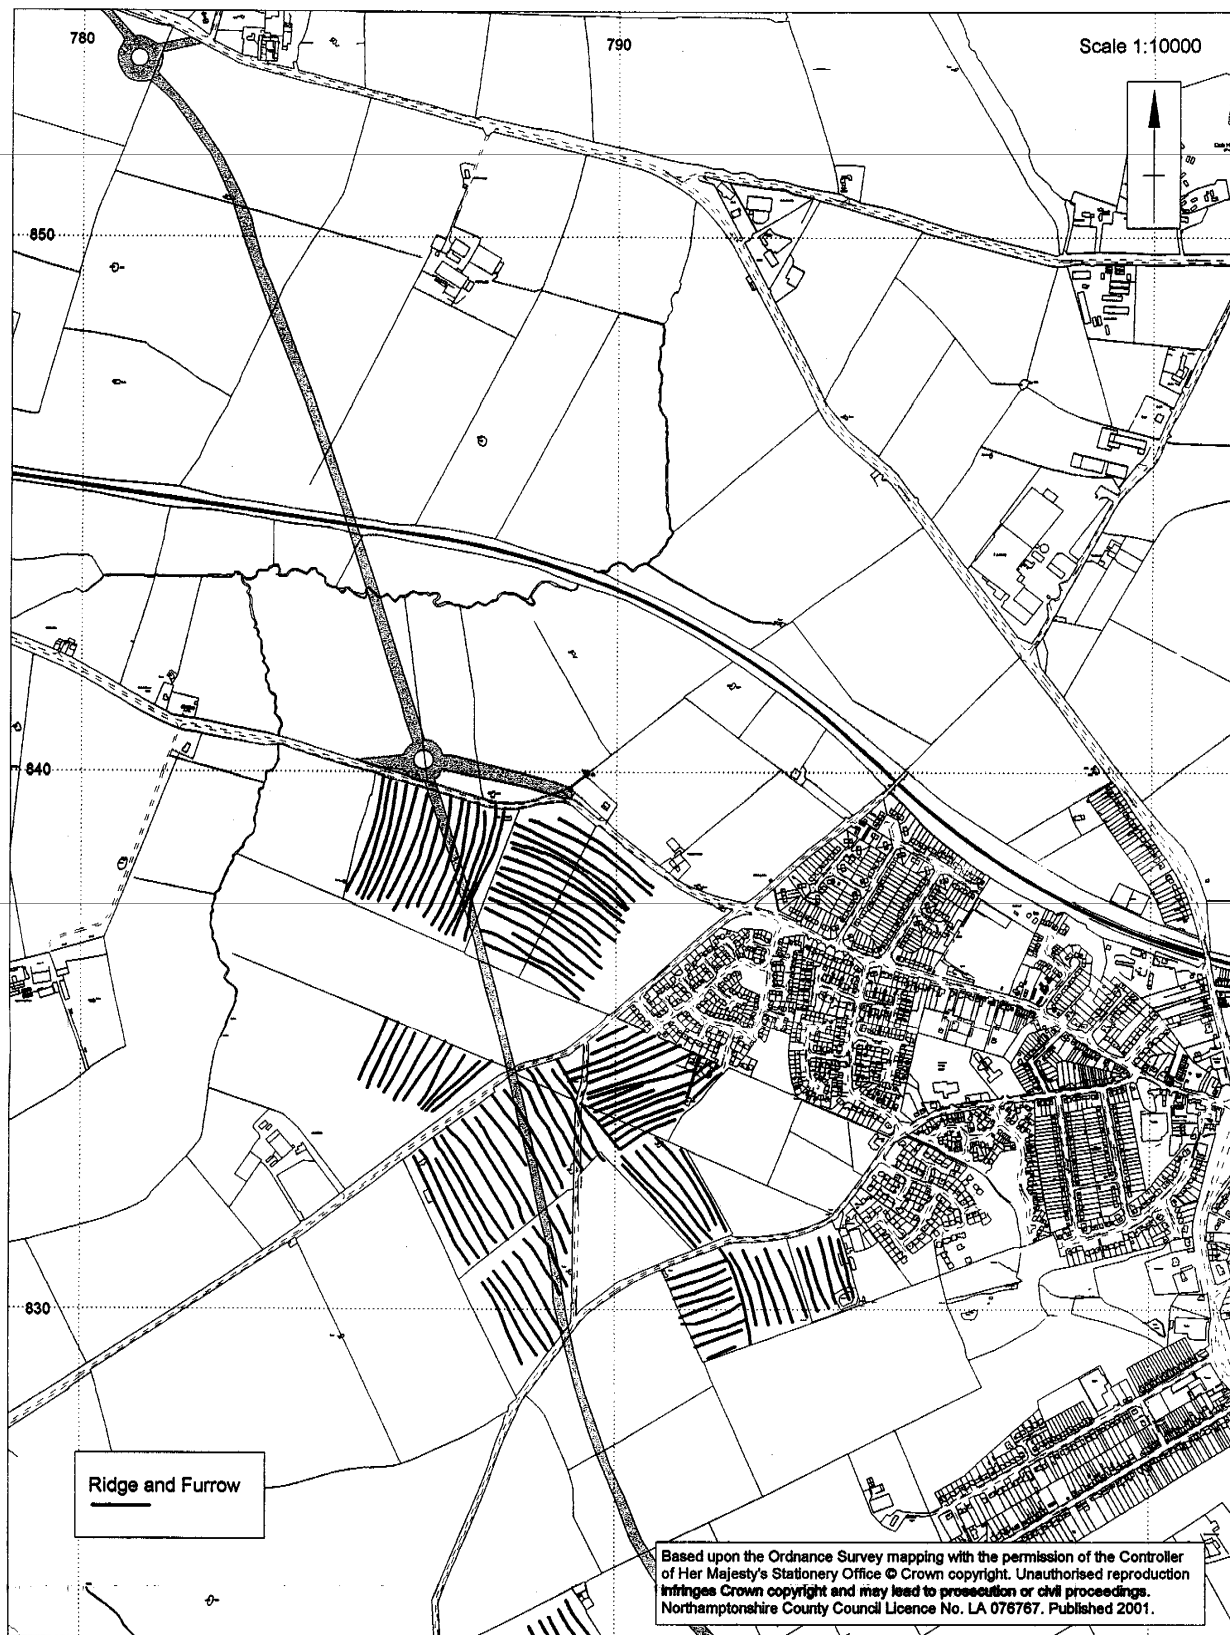 780
790
Scale 1:10000
850
840
830
Ridge and Furrow
Based upon the Ordnance Survey mapping with the permission of the Controller
of Her Majesty's Stationery Office © Crown copyright. Unauthorised reproduction
infringes Crown copyright and may lead to prosecution or civil proceedings.
Northamptonshire County Council Licence No. LA 076767. Published 2001.